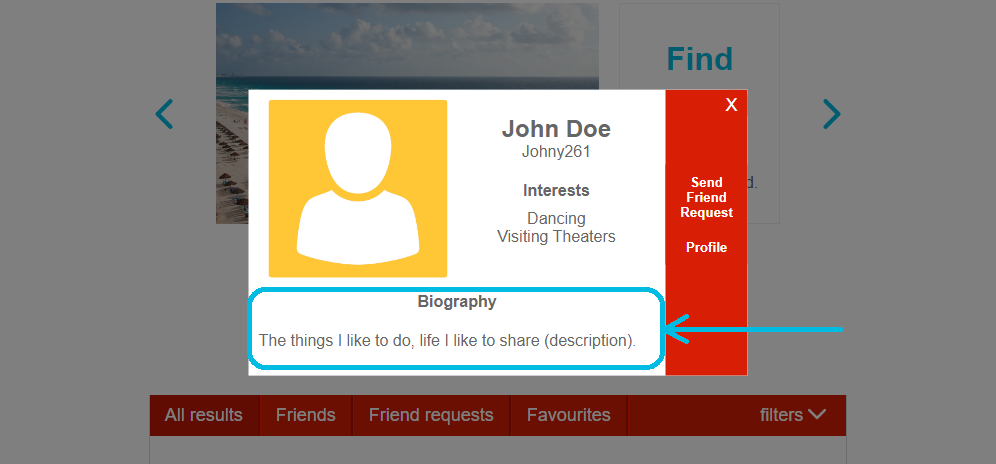 Find
X
John Doe
Johny261
Interests
Dancing
Visiting Theaters
Send
Friend
Request
Profile
d.
Biography
The things I like to do, life I like to share (description).
All results
Friends
Friend requests
Favourites
filters